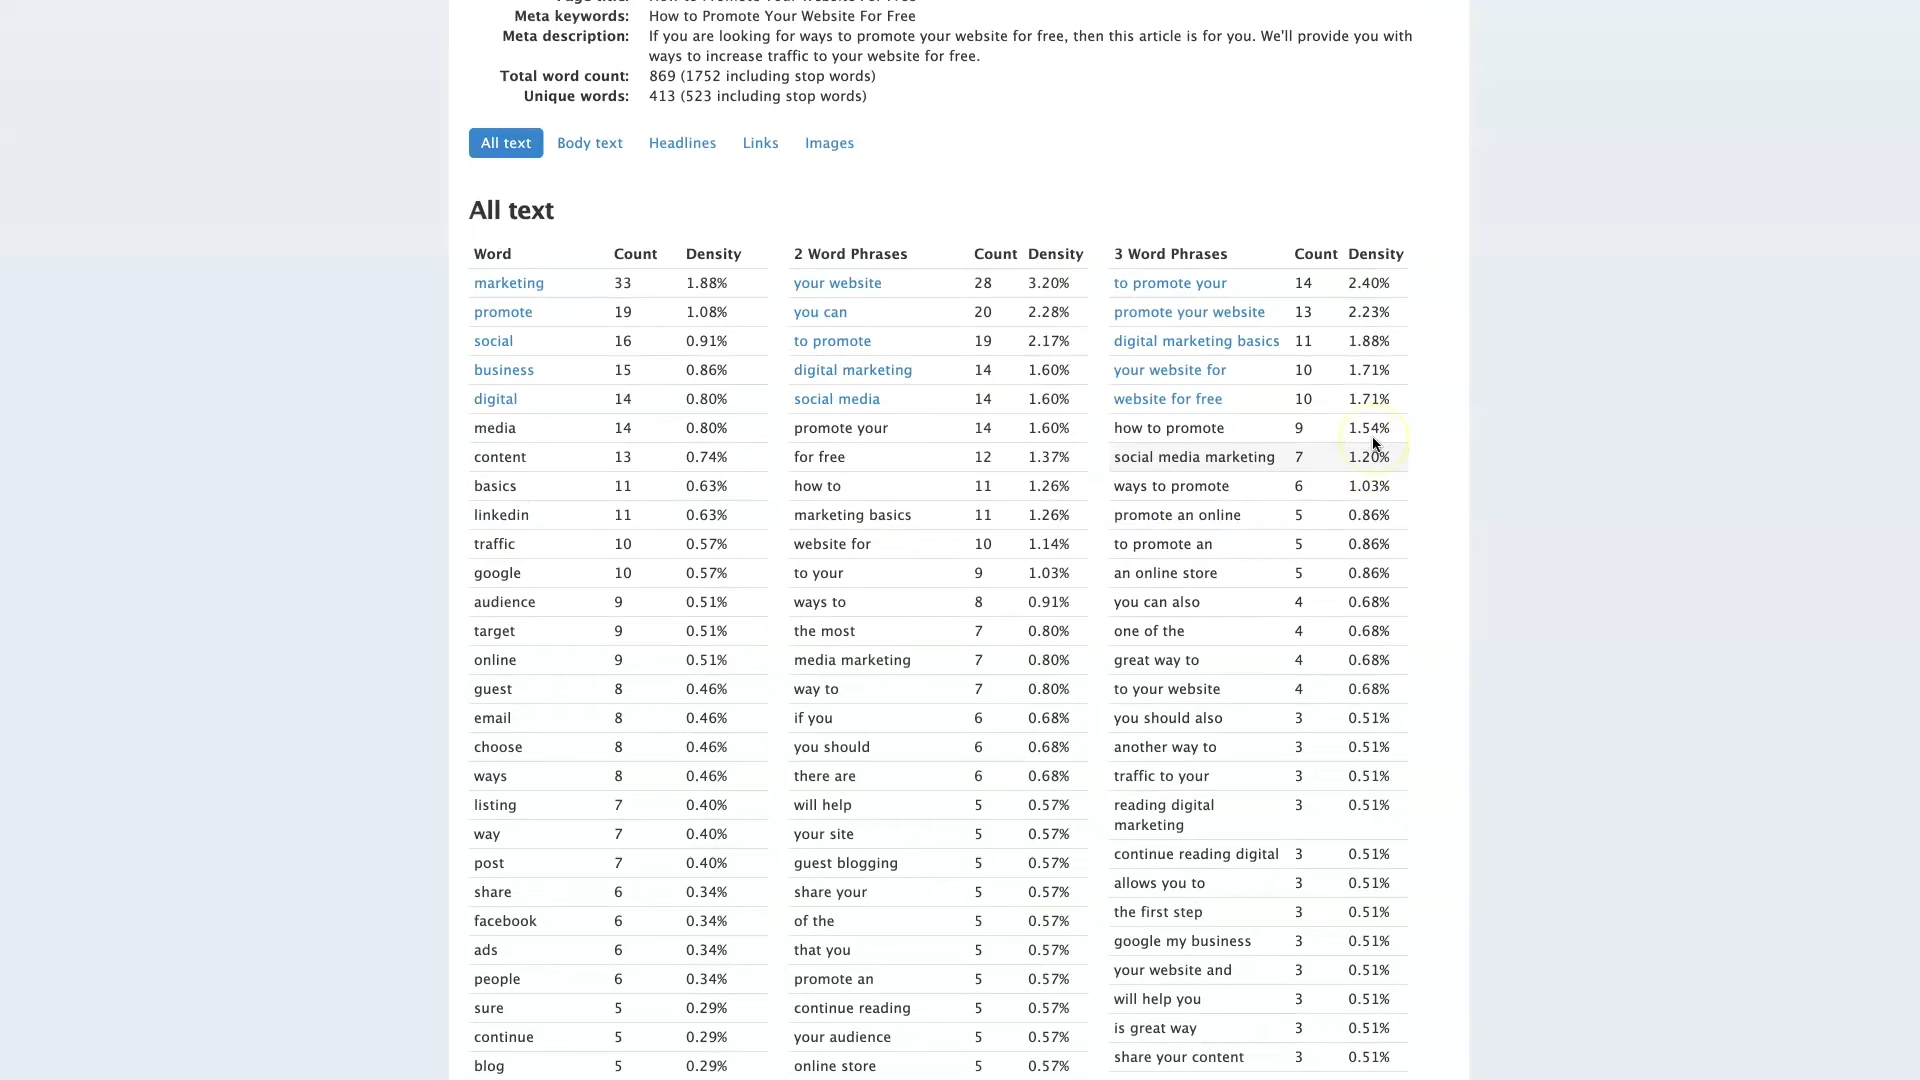 Page title: How to Promote Your Website For Free
Meta keywords: How to Promote Your Website For Free
Meta description: If you are looking for ways to promote your website for free, then this article is for you. We'll provide you with
ways to increase traffic to your website for free.
Total word count: 869 (1752 including stop words)
Unique words: 413 (523 including stop words)
All text Body text Headlines Links Images
All text
Word Count Density 2 Word Phrases Count Density 3 Word Phrases Count Density
marketing 33 1.88% your website 28 3.20% to promote your 14 2.40%
promote 19 1.08% you can 20 2.28% promote your website 13 2.23%
social 16 0.91% to promote 19 2.17% digital marketing basics 11 1.88%
business 15 0.86% digital marketing 14 1.60% your website for 10 1.71%
digital 14 0.80% social media 14 1.60% website for free 10 1.71%
media 14 0.80% promote your 14 1.60% how to promote 9 1.54%
content 13 0.74% for free 12 1.37% social media marketing 7 1.20%
basics 11 0.63% how to 11 1.26% ways to promote 6 1.03%
linkedin 11 0.63% marketing basics 11 1.26% promote an online 5 0.86%
traffic 10 0.57% website for 10 1.14% to promote an 5 0.86%
google 10 0.57% to your 9 1.03% an online store 5 0.86%
audience 9 0.51% ways to 8 0.91% you can also 4 0.68%
target 9 0.51% the most 7 0.80% one of the 4 0.68%
online 9 0.51% media marketing 7 0.80% great way to 4 0.68%
guest 8 0.46% way to 7 0.80% to your website 4 0.68%
email 8 0.46% if you 6 0.68% you should also 3 0.51%
choose 8 0.46% you should 6 0.68% another way to 3 0.51%
ways 8 0.46% there are 6 0.68% traffic to your 3 0.51%
listing 7 0.40% will help 5 0.57% reading digital 3 0.51%
marketing
way 7 0.40% your site 5 0.57%
post 7 0.40% guest blogging 5 0.57% continue reading digital 3 0.51%
share 6 0.34% share your 5 0.57% allows you to 3 0.51%
facebook 6 0.34% of the 5 0.57% the first step 3 0.51%
ads 6 0.34% that you 5 0.57% google my business 3 0.51%
people 6 0.34% promote an 5 0.57% your website and 3 0.51%
sure 5 0.29% continue reading 5 0.57% will help you 3 0.51%
continue 5 0.29% your audience 5 0.57% is great way 3 0.51%
blog 5 0.29% online store 5 0.57% share your content 3 0.51%